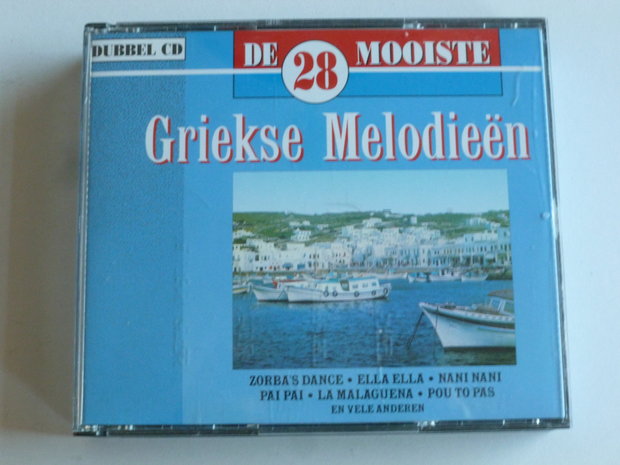 DUBBEL CD
DE 28 MOOISTE
Griekse Melodieën
ZORBA'S DANCE • ELLA ELLA • NANI NANI
PAI PAI • LA MALAGUENA • POU TO PAS
EN VELE ANDEREN